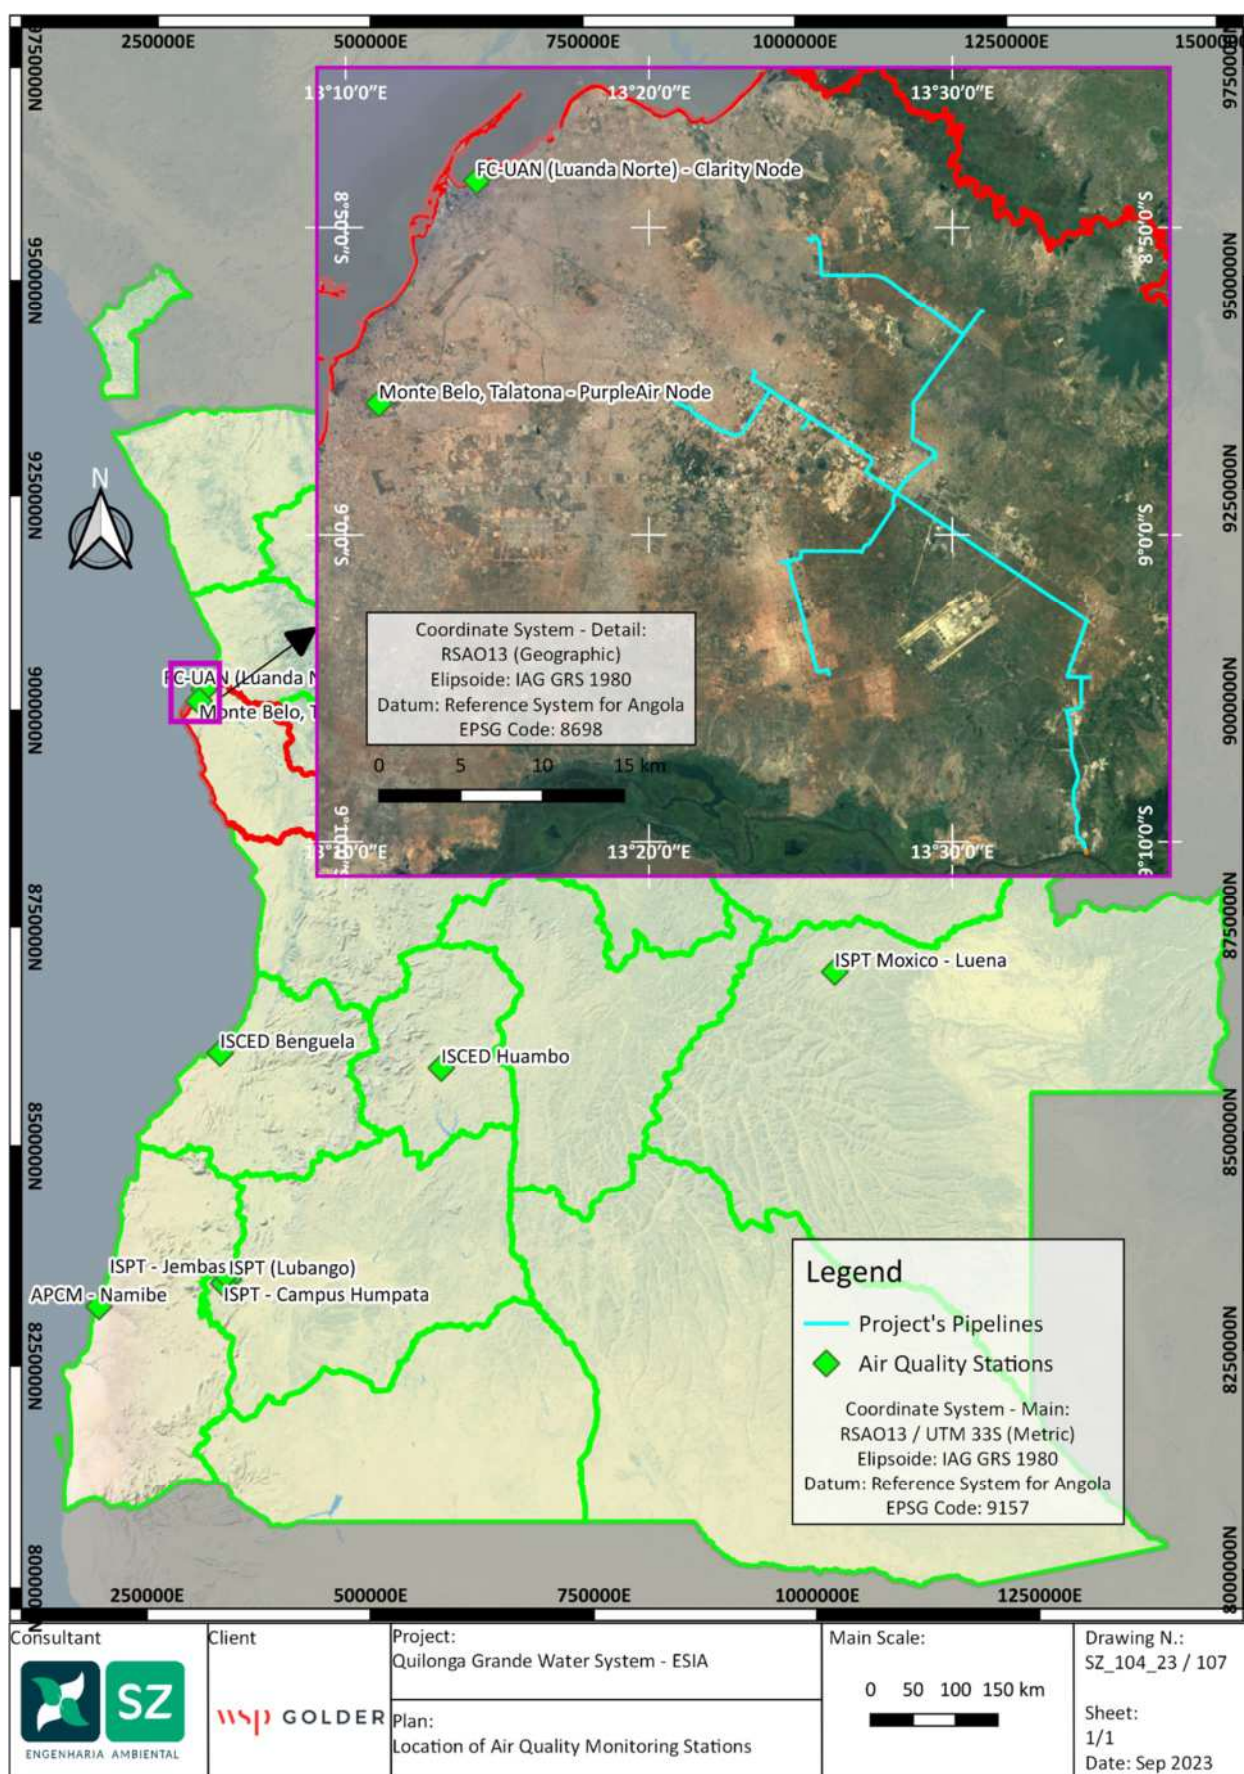 250000E 500000E 750000E 1000000E 1250000E
9750000N 9750000N
13°10'0"E 13°20'0"E 13°30'0"E
FC-UAN (Luanda Norte) - Clarity Node
8°50'0"S 8°50'0"S
9500000N 9500000N
Monte Belo, Talatona - PurpleAir Node
N
9250000N 9250000N
9°0'0"S 9°0'0"S
Coordinate System - Detail:
RSAO13 (Geographic)
Elipsoide: IAG GRS 1980
Datum: Reference System for Angola
EPSG Code: 8698
FC-UAN (Luanda N
Monte Belo, T
9000000N 9000000N
0 5 10 15 km
13°10'0"E 13°20'0"E 13°30'0"E
9°10'0"S
8750000N 8750000N
ISPT Moxico - Luena
ISCED Benguela
ISCED Huambo
8500000N 8500000N
ISPT - Jembas ISPT (Lubango)
APCM - Namibe ISPT - Campus Humpata
8250000N 8250000N
Legend
Project's Pipelines
Air Quality Stations
Coordinate System - Main:
RSAO13 / UTM 33S (Metric)
Elipsoide: IAG GRS 1980
Datum: Reference System for Angola
EPSG Code: 9157
8000000N 8000000N
250000E 500000E 750000E 1000000E 1250000E
Consultant
SZ
ENGENHARIA AMBIENTAL
Client
wsp GOLDER
Project:
Quilonga Grande Water System - ESIA
Plan:
Location of Air Quality Monitoring Stations
Main Scale:
0 50 100 150 km
Drawing N.:
SZ_104_23 / 107
Sheet:
1/1
Date: Sep 2023